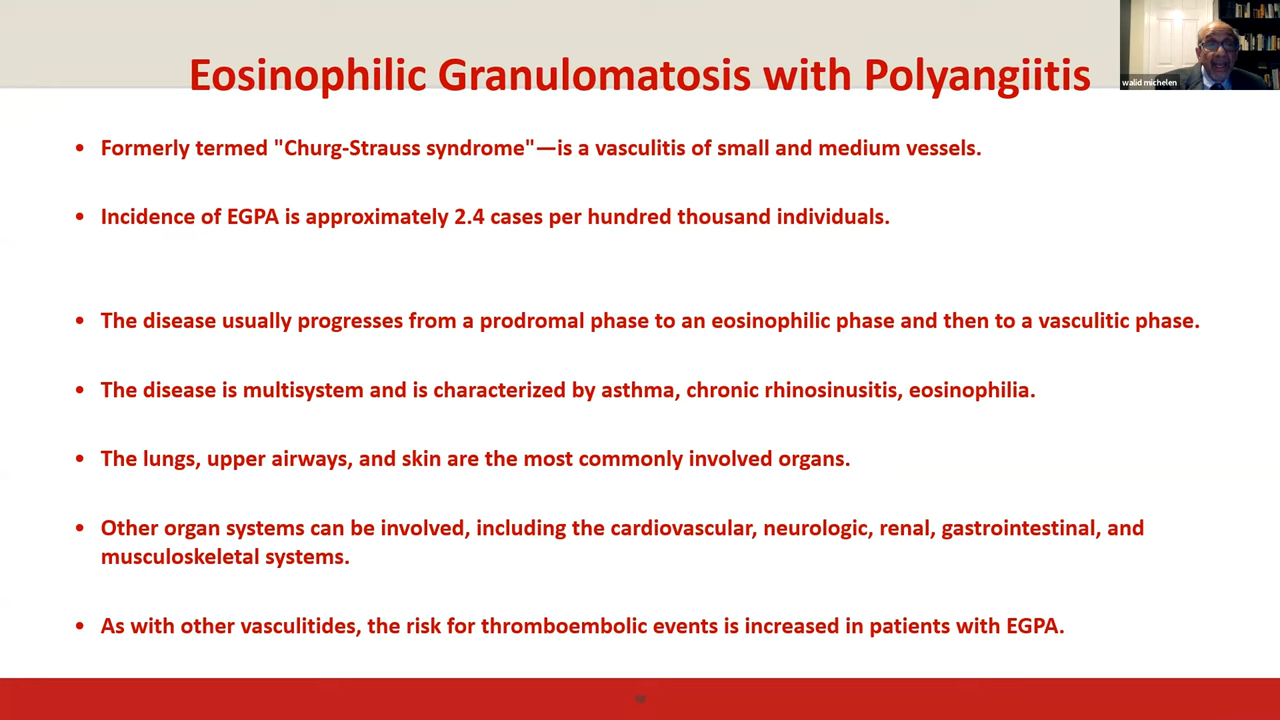 Eosinophilic Granulomatosis with Polyangiitis
walid michelen
• Formerly termed "Churg-Strauss syndrome"—is a vasculitis of small and medium vessels.
• Incidence of EGPA is approximately 2.4 cases per hundred thousand individuals.
• The disease usually progresses from a prodromal phase to an eosinophilic phase and then to a vasculitic phase.
• The disease is multisystem and is characterized by asthma, chronic rhinosinusitis, eosinophilia.
• The lungs, upper airways, and skin are the most commonly involved organs.
• Other organ systems can be involved, including the cardiovascular, neurologic, renal, gastrointestinal, and
musculoskeletal systems.
• As with other vasculitides, the risk for thromboembolic events is increased in patients with EGPA.